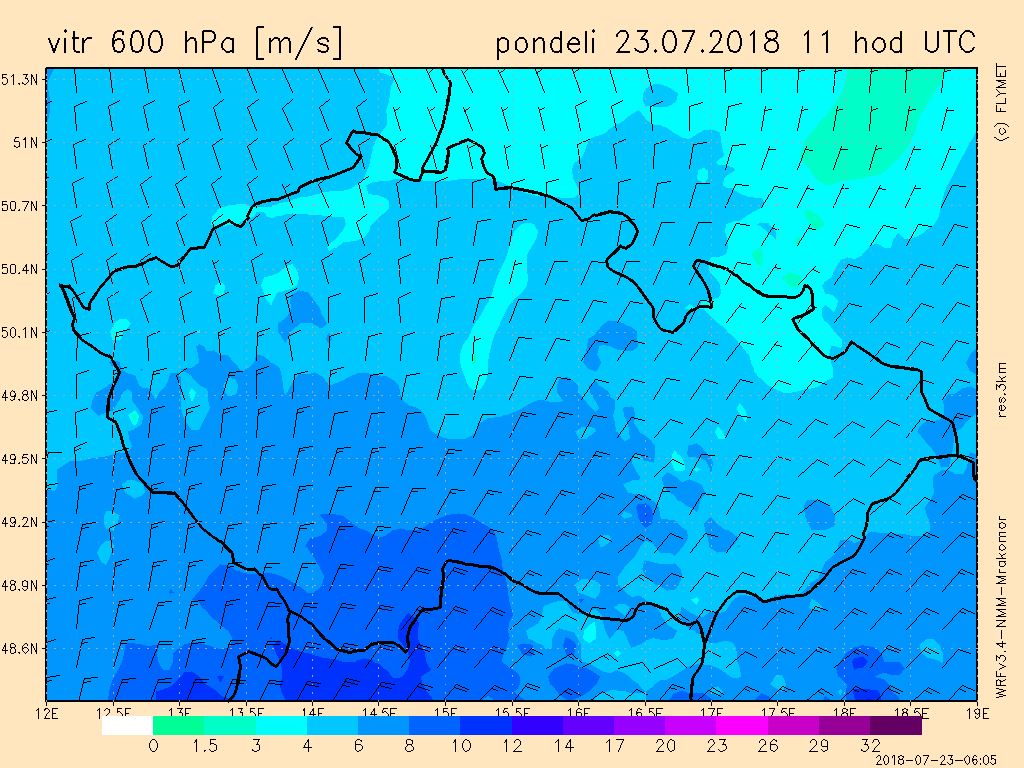 vitr 600 hPa [m/s] pondeli 23.07.2018 11 hod UTC
51.3N
51N
50.7N
50.4N
50.1N
49.8N
49.5N
49.2N
48.9N
48.6N
12E 12.5E 13E 13.5E 14E 14.5E 15E 15.5E 16E 16.5E 17E 17.5E 18E 18.5E 19E
0 1.5 3 4 6 8 10 12 14 17 20 23 26 29 32
(c) FLYMET
res.3km
WRFv3.4-NMM-Mrakomor
2018-07-23-06:05